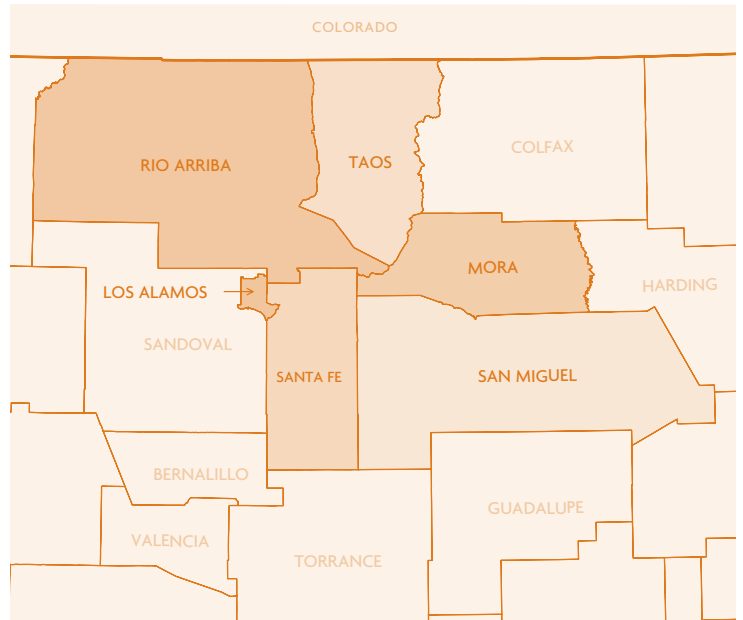 COLORADO
COLFAX
RIO ARRIBA
TAOS
MORA
HARDING
LOS ALAMOS
SANDOVAL
SANTA FE
SAN MIGUEL
BERNALILLO
GUADALUPE
VALENCIA
TORRANCE